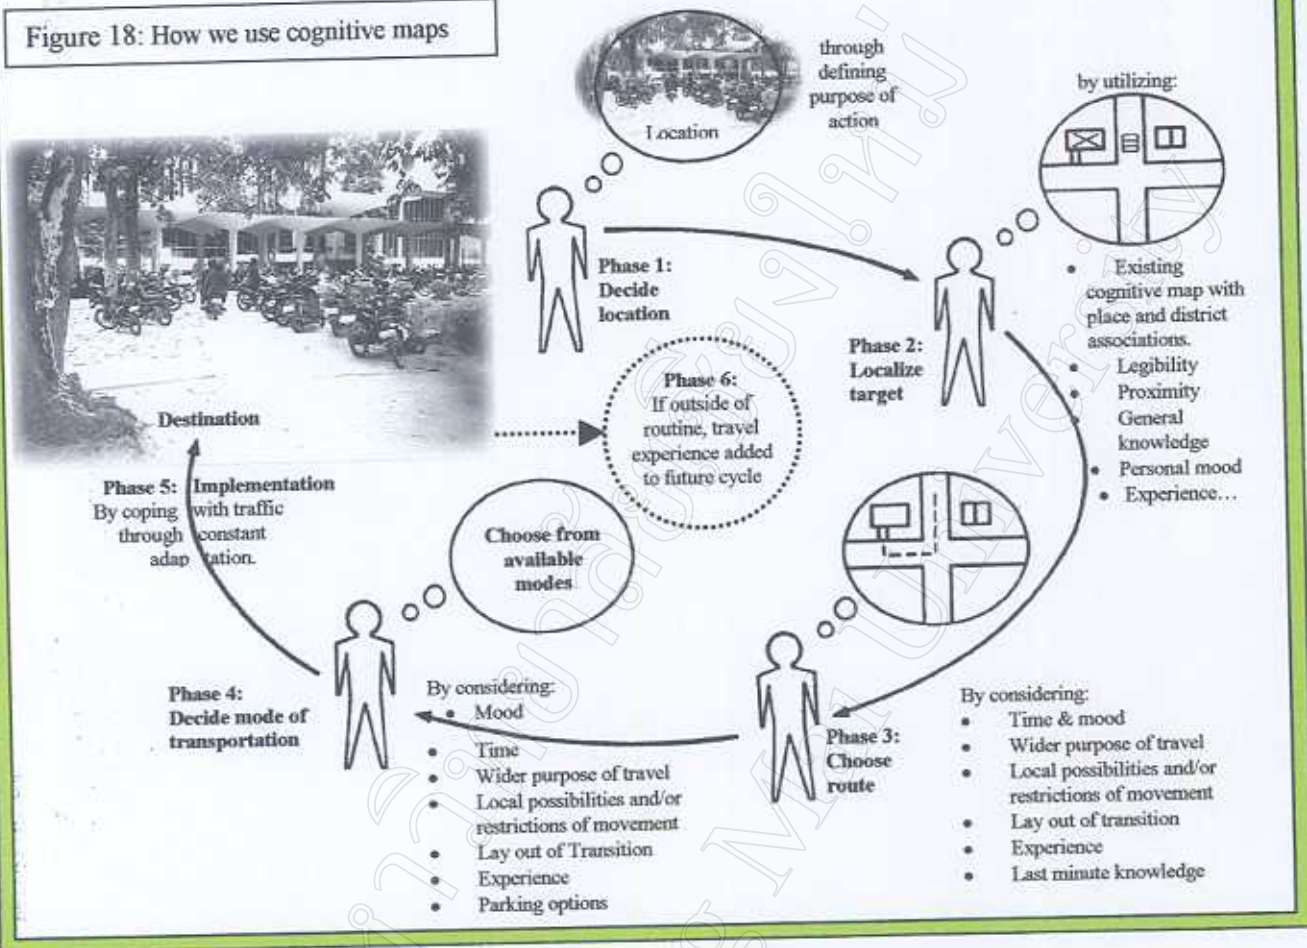 Figure 18: How we use cognitive maps
Location
through
defining
purpose of
action
by utilizing:
Phase 1:
Decide
location
Phase 2:
Localize
target
• Existing
cognitive map with
place and district
associations.
• Legibility
• Proximity
• General
knowledge
• Personal mood
• Experience…
Phase 3:
Choose
route
By considering:
• Time & mood
• Wider purpose of travel
• Local possibilities and/or
restrictions of movement
• Lay out of transition
• Experience
• Last minute knowledge
Phase 4:
Decide mode of
transportation
Choose from
available
modes
By considering:
• Mood
• Time
• Wider purpose of travel
• Local possibilities and/or
restrictions of movement
• Lay out of Transition
• Experience
• Parking options
Destination
Phase 5: Implementation
By coping with traffic
through constant
adap tation.
Phase 6:
If outside of
routine, travel
experience added
to future cycle
University